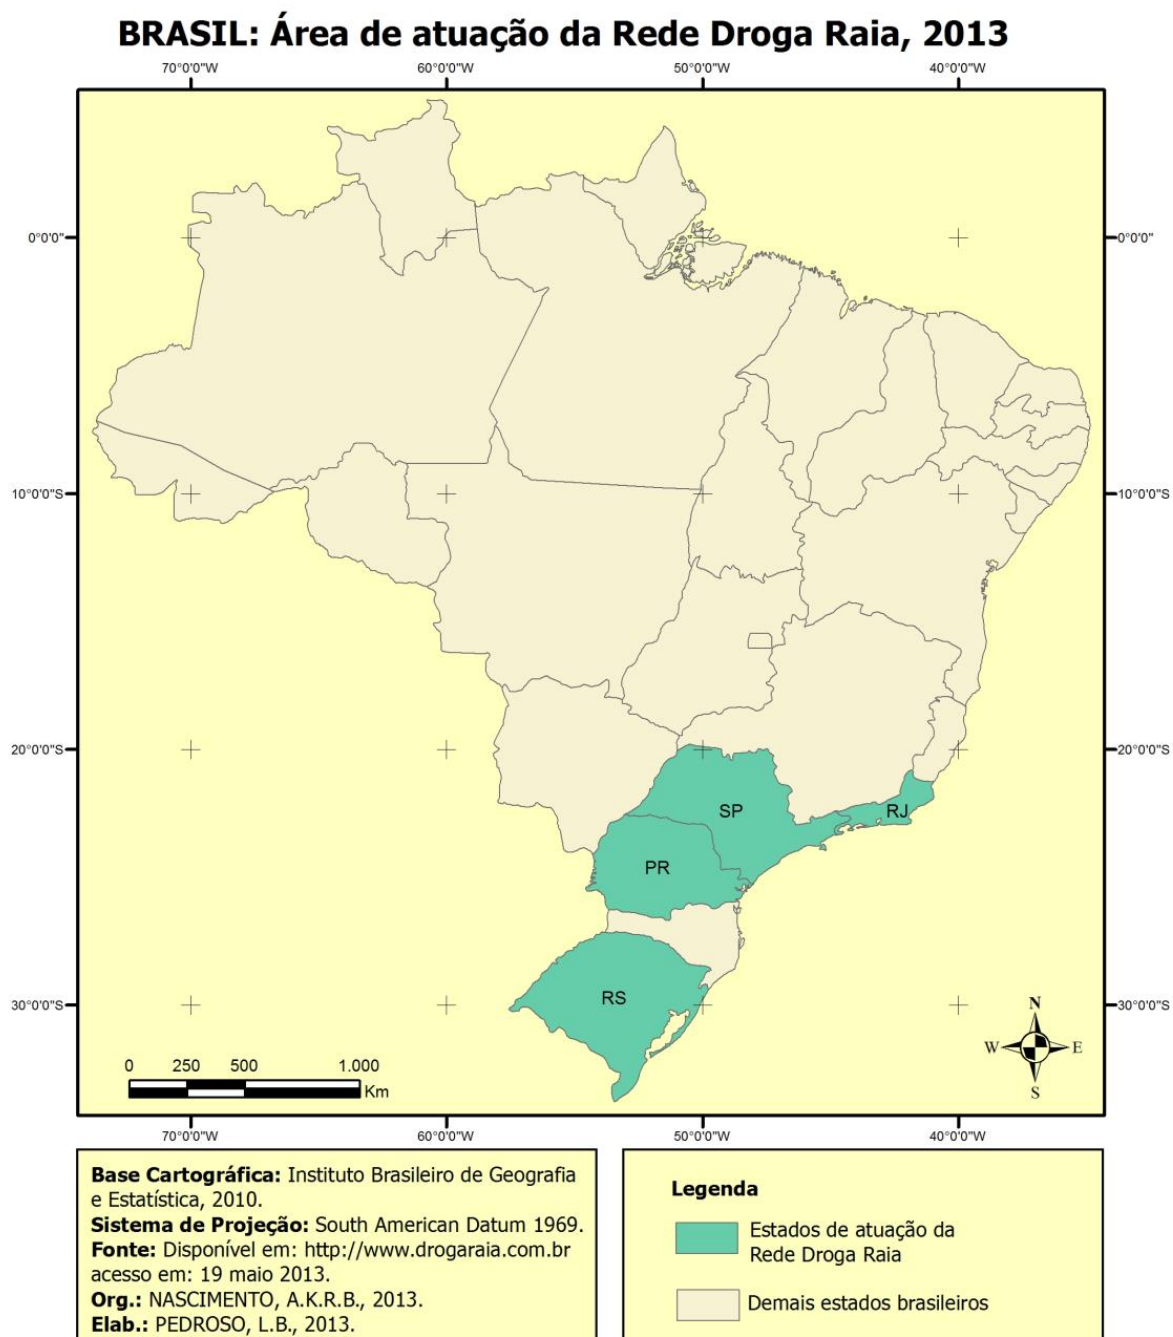 BRASIL: Área de atuação da Rede Droga Raia, 2013
70°0'0"W 60°0'0"W 50°0'0"W 40°0'0"W
0°0'0" 0°0'0"
10°0'0"S 10°0'0"S
20°0'0"S 20°0'0"S
SP RJ
PR
RS
30°0'0"S 30°0'0"S
N
W E
S
0 250 500 1.000
Km
70°0'0"W 60°0'0"W 50°0'0"W 40°0'0"W
Base Cartográfica: Instituto Brasileiro de Geografia
e Estatística, 2010.
Sistema de Projeção: South American Datum 1969.
Fonte: Disponível em: http://www.drogaraia.com.br
acesso em: 19 maio 2013.
Org.: NASCIMENTO, A.K.R.B., 2013.
Elab.: PEDROSO, L.B., 2013.
Legenda
Estados de atuação da
Rede Droga Raia
Demais estados brasileiros